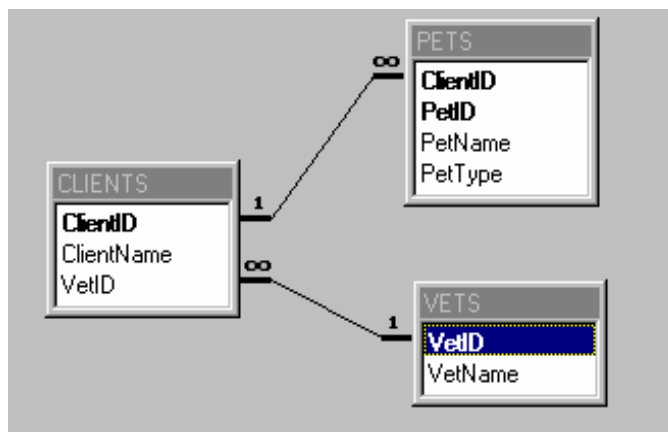 PETS
∞
ClientID
PetID
PetName
PetType
CLIENTS
ClientID
ClientName
VetID
1
∞
VETS
1
VetID
VetName